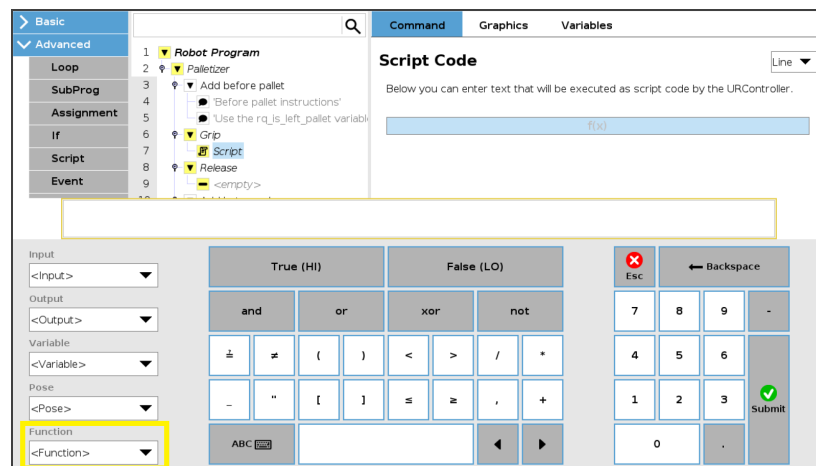 Basic
Advanced
Loop
SubProg
Assignment
If
Script
Event
1 Robot Program
2 Palletizer
3 Add before pallet
4 'Before pallet instructions'
5 'Use the rq_is_left_pallet variabl
6 Grip
7 Script
8 Release
9 <empty>
Command Graphics Variables
Script Code
Line
Below you can enter text that will be executed as script code by the URController.
f(x)
Input
<Input>
Output
<Output>
Variable
<Variable>
Pose
<Pose>
Function
<Function>
True (HI) False (LO)
and or xor not
≟ ≠ ( ) < > / *
_ " [ ] ≤ ≥ , +
ABC
Esc Backspace
7 8 9 -
4 5 6
1 2 3 Submit
0 .